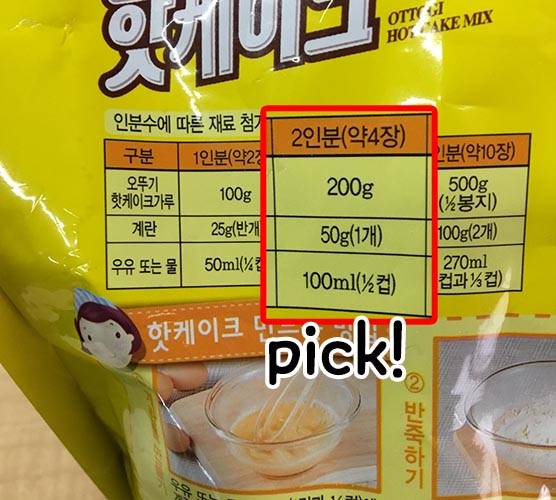 핫케이크
OTTOGI
HOTCAKE MIX
인분수에 따른 재료 첨가
구분 1인분(약2장 2인분(약4장) 인분(약10장)
오뚜기
핫케이크가루 100g 200g 500g
(½봉지)
계란 25g(반개 50g(1개) 100g(2개)
우유 또는 물 50ml(¼컵 100ml(½컵) 270ml
컵과⅓컵)
핫케이크
pick!
② 반죽하기
우유 또는